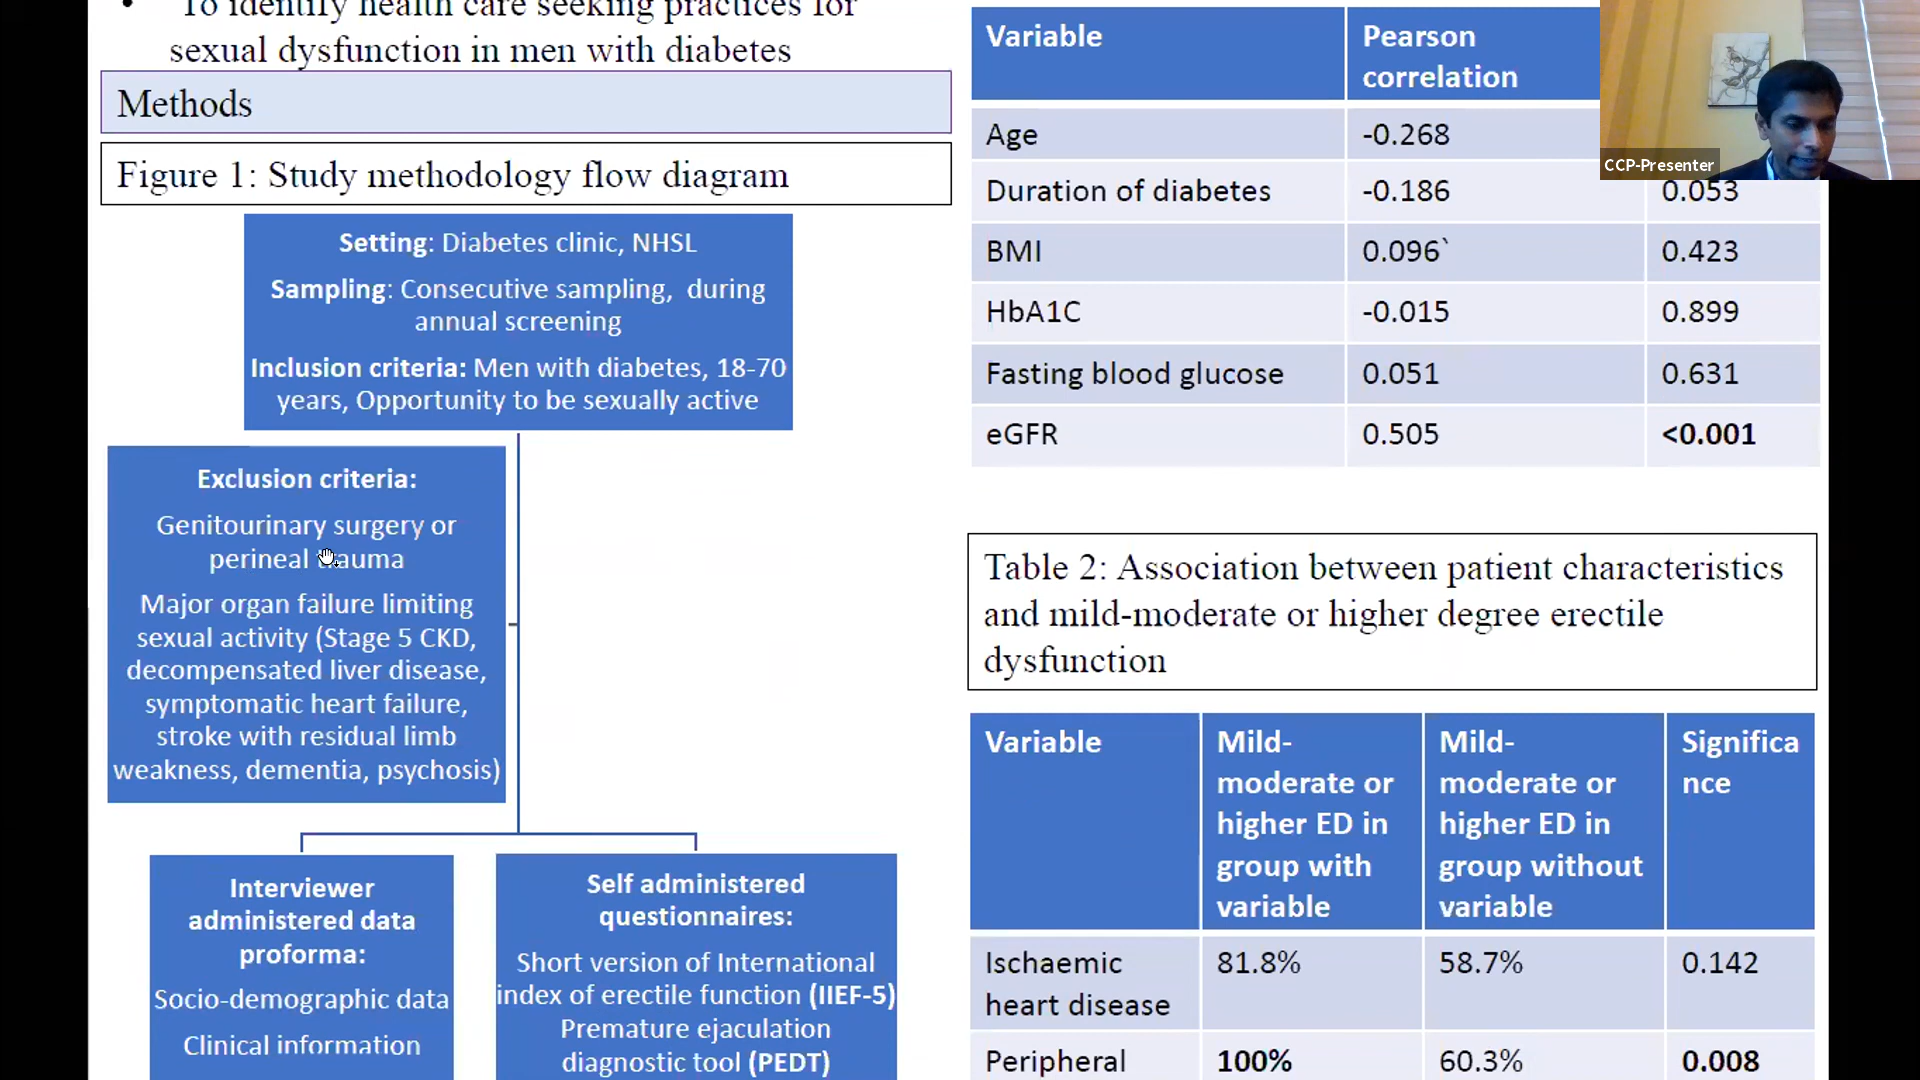 • To identify health care seeking practices for
sexual dysfunction in men with diabetes
Methods
Figure 1: Study methodology flow diagram
Setting: Diabetes clinic, NHSL
Sampling: Consecutive sampling, during
annual screening
Inclusion criteria: Men with diabetes, 18-70
years, Opportunity to be sexually active
Exclusion criteria:
Genitourinary surgery or
perineal trauma
Major organ failure limiting
sexual activity (Stage 5 CKD,
decompensated liver disease,
symptomatic heart failure,
stroke with residual limb
weakness, dementia, psychosis)
Interviewer
administered data
proforma:
Socio-demographic data
Clinical information
Self administered
questionnaires:
Short version of International
index of erectile function (IIEF-5)
Premature ejaculation
diagnostic tool (PEDT)
Variable Pearson
correlation
Age -0.268
Duration of diabetes -0.186 0.053
BMI 0.096` 0.423
HbA1C -0.015 0.899
Fasting blood glucose 0.051 0.631
eGFR 0.505 <0.001
Table 2: Association between patient characteristics
and mild-moderate or higher degree erectile
dysfunction
Variable Mild- Mild- Significa
moderate or moderate or nce
higher ED in higher ED in
group with group without
variable variable
Ischaemic 81.8% 58.7% 0.142
heart disease
Peripheral 100% 60.3% 0.008
CCP-Presenter